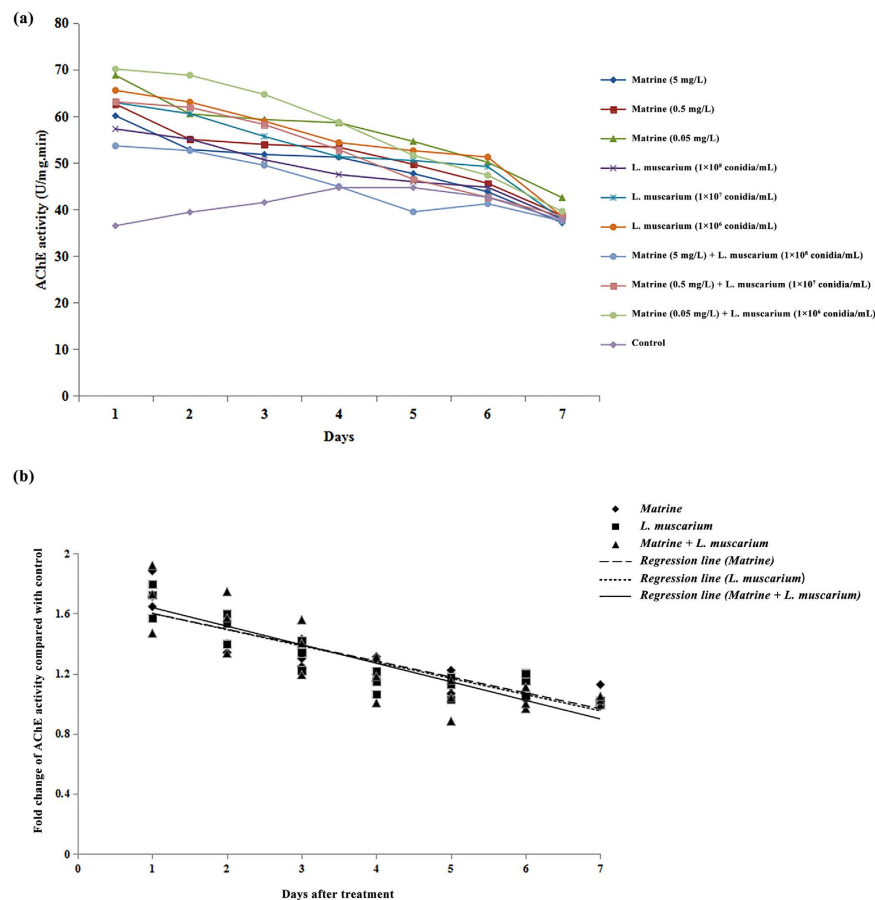 (a)
80
70
60
50
40
30
20
10
0
AChE activity (U/mg.min)
1 2 3 4 5 6 7
Days
Matrine (5 mg/L)
Matrine (0.5 mg/L)
Matrine (0.05 mg/L)
L. muscarium (1×10⁸ conidia/mL)
L. muscarium (1×10⁷ conidia/mL)
L. muscarium (1×10⁶ conidia/mL)
Matrine (5 mg/L) + L. muscarium (1×10⁸ conidia/mL)
Matrine (0.5 mg/L) + L. muscarium (1×10⁷ conidia/mL)
Matrine (0.05 mg/L) + L. muscarium (1×10⁶ conidia/mL)
Control
(b)
Matrine
L. muscarium
Matrine + L. muscarium
Regression line (Matrine)
Regression line (L. muscarium)
Regression line (Matrine + L. muscarium)
2
1.6
1.2
0.8
0.4
0
Fold change of AChE activity compared with control
0 1 2 3 4 5 6 7
Days after treatment